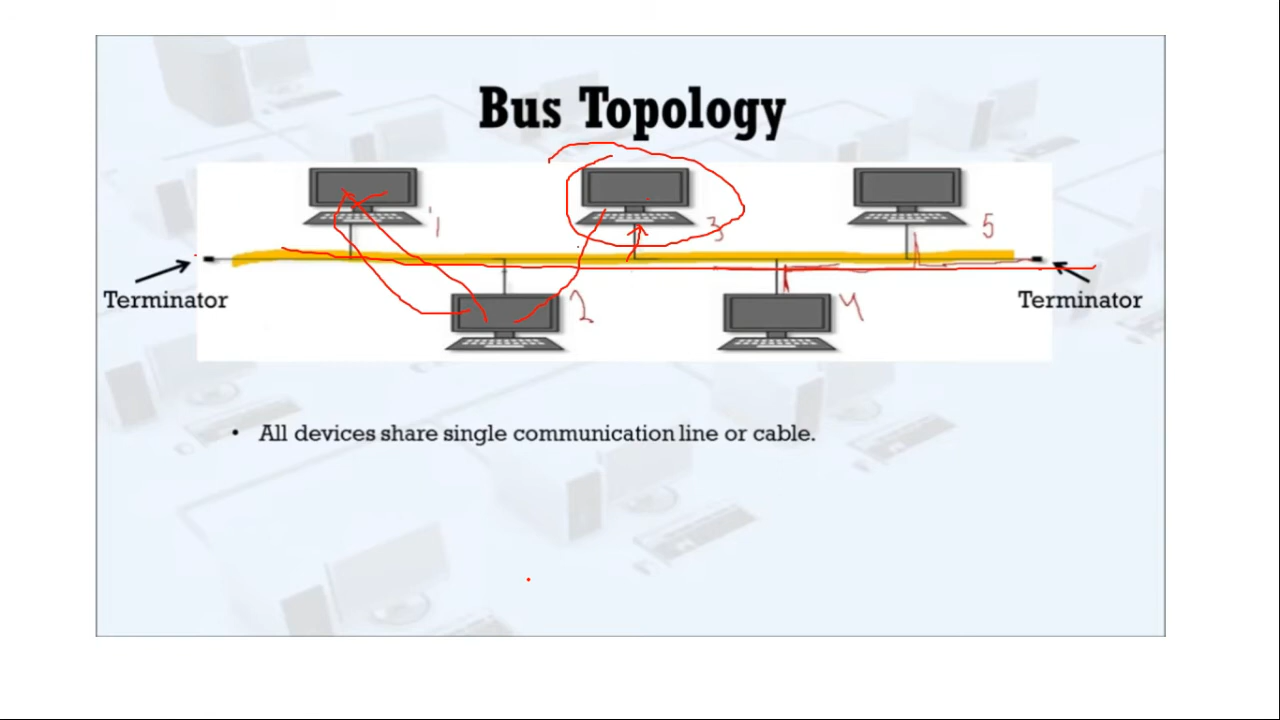 Bus Topology
1
3
5
Terminator
Terminator
2
4
• All devices share single communication line or cable.